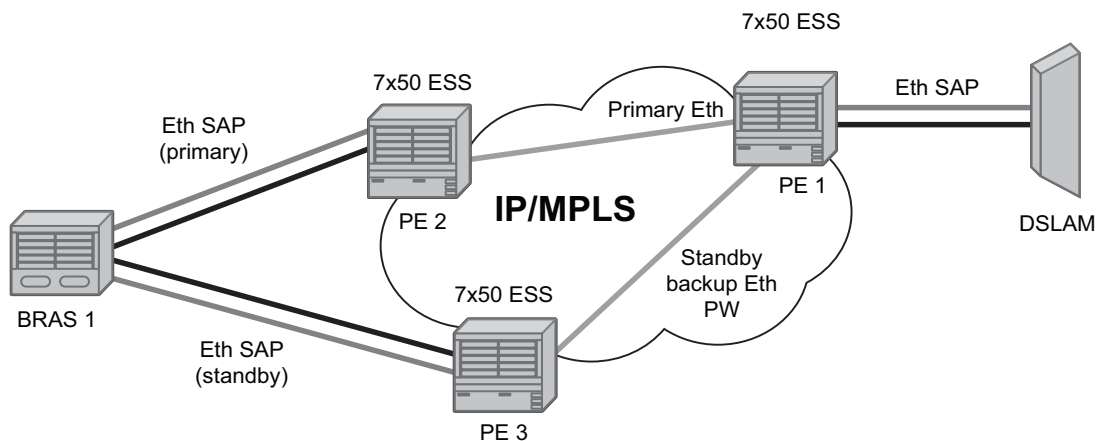 7x50 ESS
7x50 ESS
Eth SAP
Primary Eth
Eth SAP
(primary)
PE 1
PE 2
IP/MPLS
DSLAM
Standby
backup Eth
PW
7x50 ESS
BRAS 1
Eth SAP
(standby)
PE 3